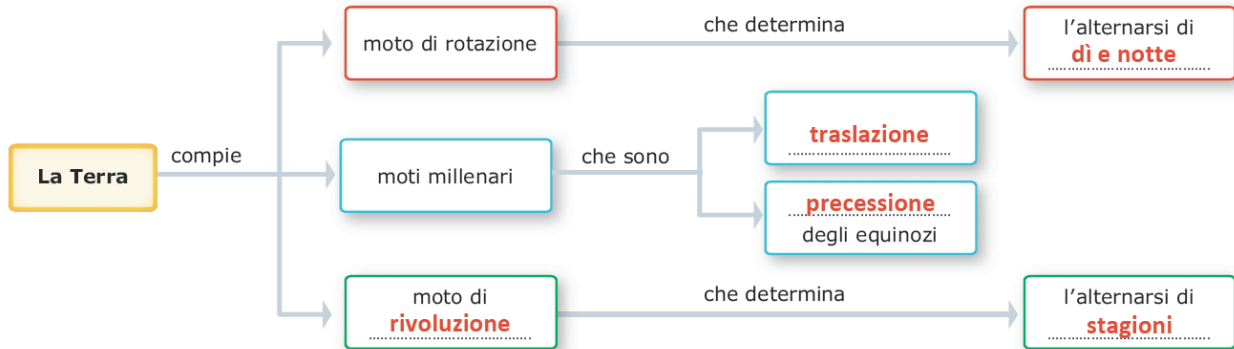 La Terra
compie
moto di rotazione
che determina
l'alternarsi di
dì e notte
moti millenari
che sono
traslazione
precessione
degli equinozi
moto di
rivoluzione
che determina
l'alternarsi di
stagioni